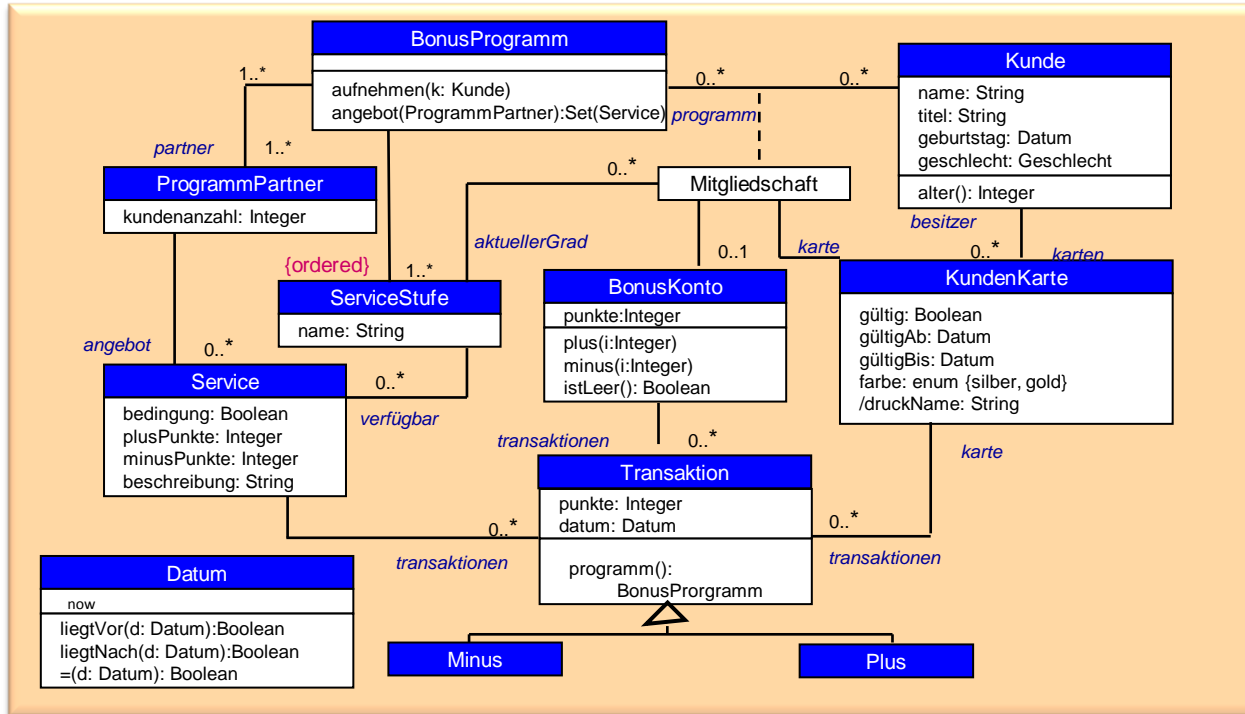 BonusProgramm
aufnehmen(k: Kunde)
angebot(ProgrammPartner):Set(Service)
1..*
0..*
0..*
programm
Kunde
name: String
titel: String
geburtstag: Datum
geschlecht: Geschlecht
alter(): Integer
partner
1..*
ProgrammPartner
kundenanzahl: Integer
0..*
Mitgliedschaft
besitzer
aktuellerGrad
karte
0..*
karten
{ordered}
1..*
0..1
ServiceStufe
name: String
BonusKonto
punkte:Integer
plus(i:Integer)
minus(i:Integer)
istLeer(): Boolean
KundenKarte
gültig: Boolean
gültigAb: Datum
gültigBis: Datum
farbe: enum {silber, gold}
/druckName: String
angebot
0..*
Service
bedingung: Boolean
plusPunkte: Integer
minusPunkte: Integer
beschreibung: String
0..*
verfügbar
transaktionen
0..*
karte
Transaktion
punkte: Integer
datum: Datum
programm():
BonusProrgramm
0..*
transaktionen
0..*
transaktionen
Datum
now
liegtVor(d: Datum):Boolean
liegtNach(d: Datum):Boolean
=(d: Datum): Boolean
Minus
Plus